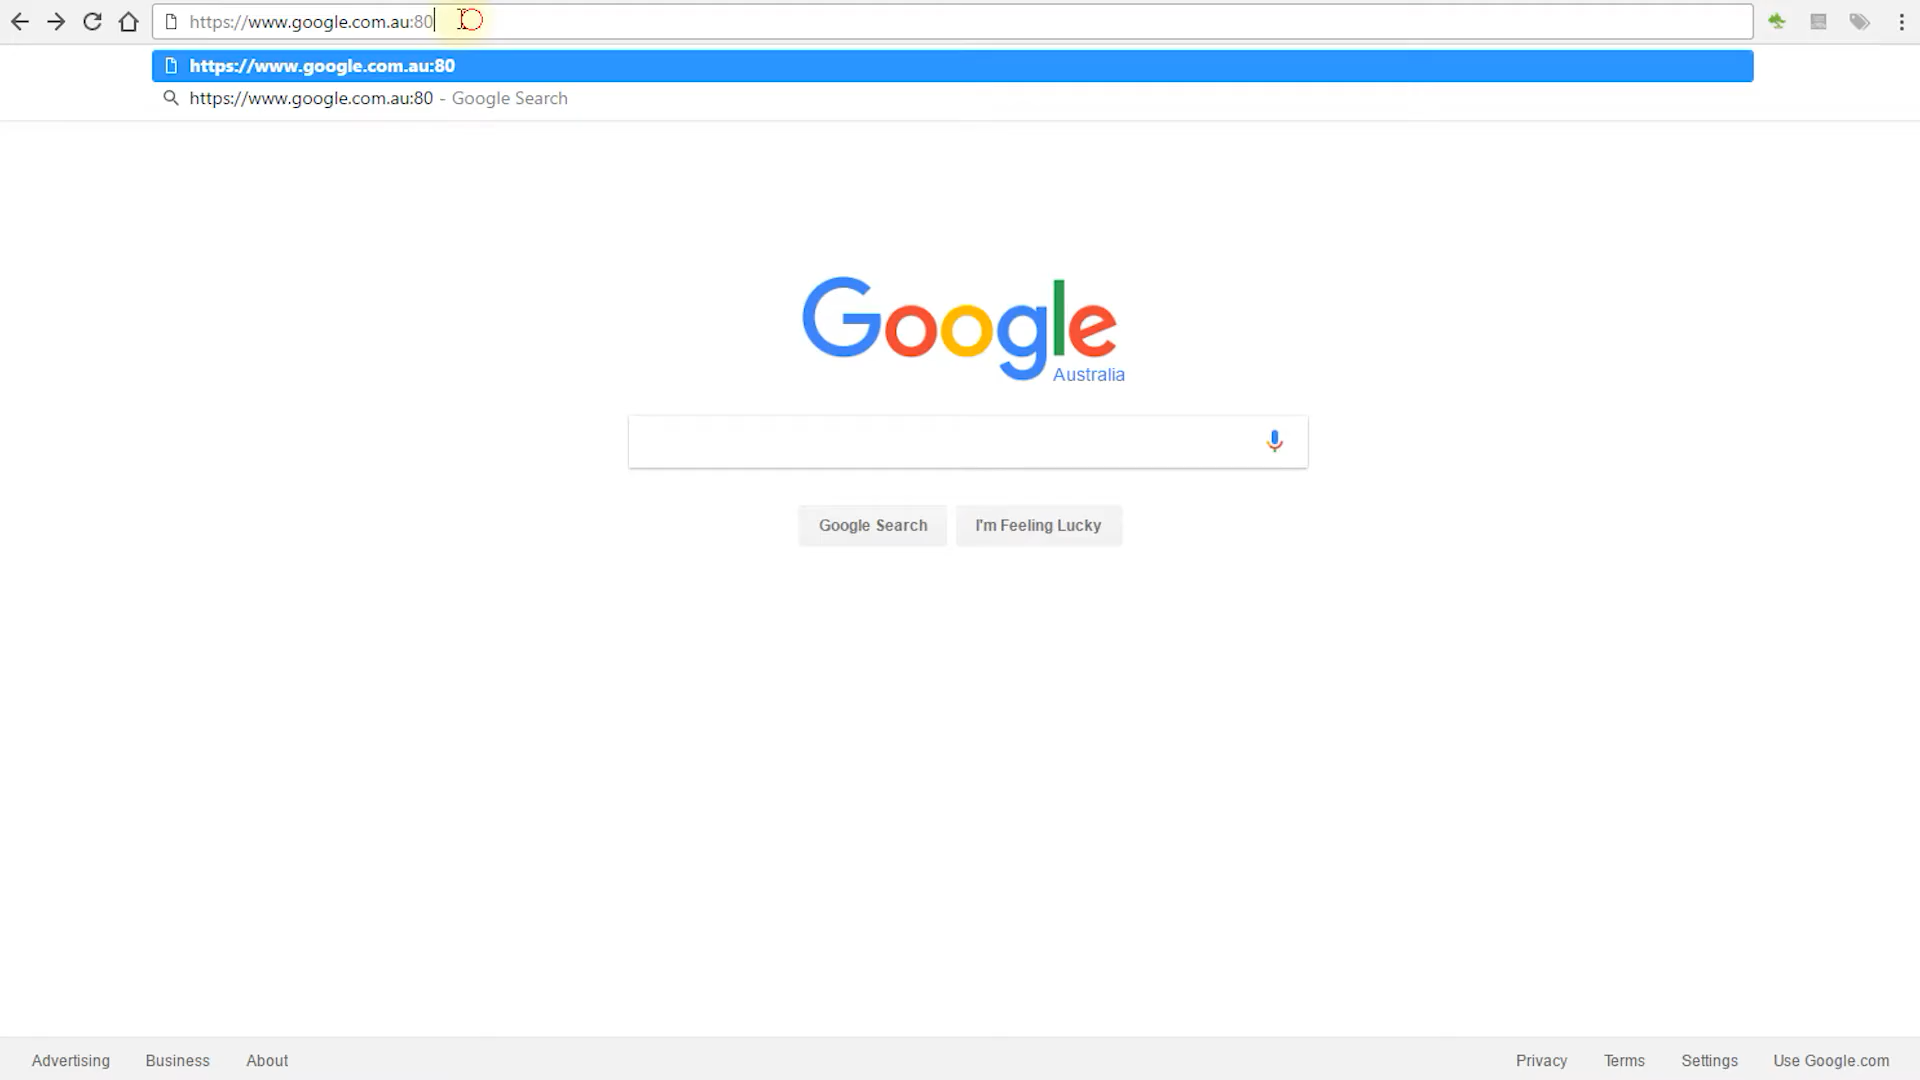 https://www.google.com.au:80
https://www.google.com.au:80
https://www.google.com.au:80 - Google Search
Google
Australia
Google Search I'm Feeling Lucky
Advertising Business About Privacy Terms Settings Use Google.com